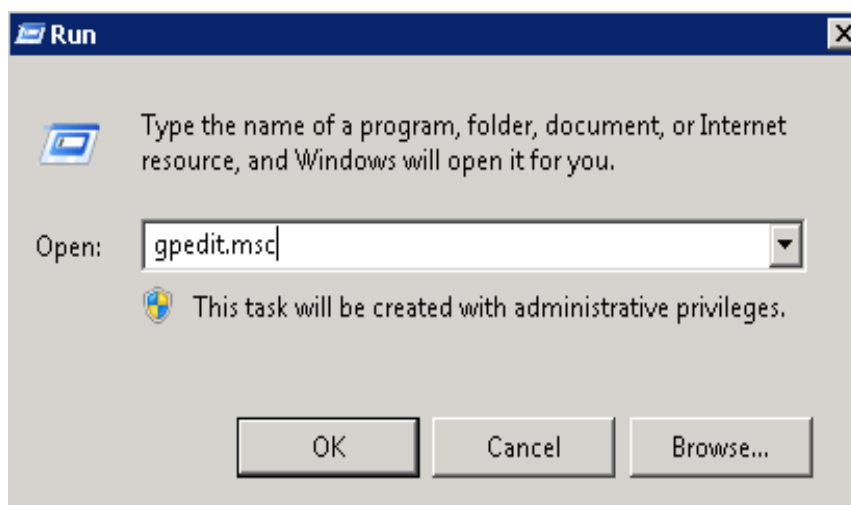 Run
Type the name of a program, folder, document, or Internet
resource, and Windows will open it for you.
Open:
gpedit.msc
This task will be created with administrative privileges.
OK
Cancel
Browse...